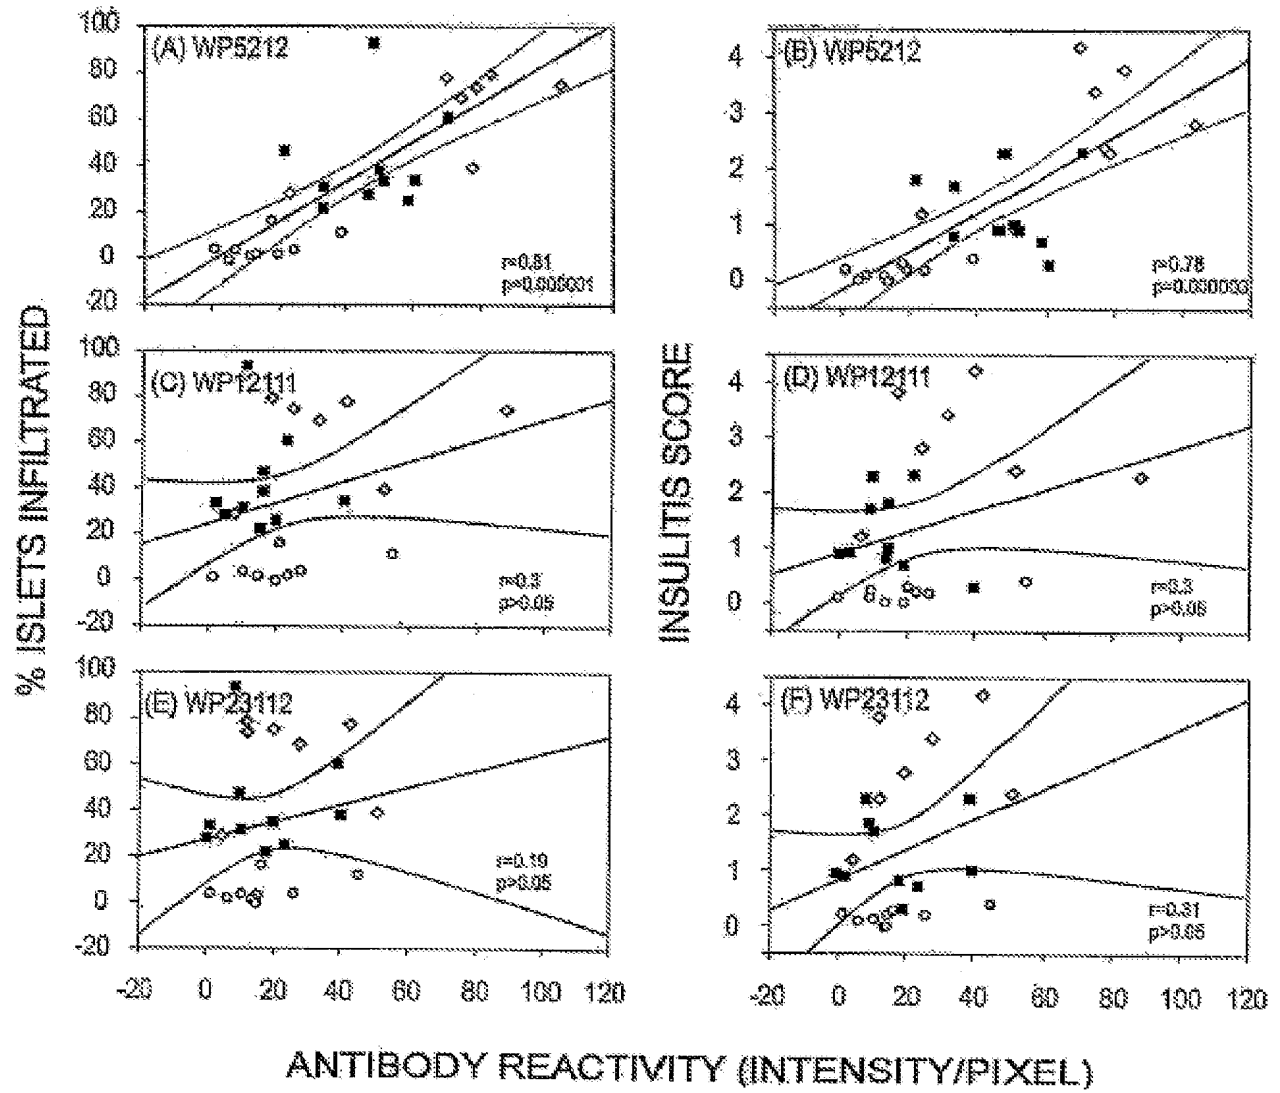 % ISLETS INFILTRATED
100
80
60
40
20
0
-20
(A) WP5212
r=0.81
p=0.000001
INSULITIS SCORE
4
3
2
1
0
(B) WP5212
r=0.78
100
80
60
40
20
0
-20
(C) WP12111
r=0.3
p>0.05
4
3
2
1
0
(D) WP12111
r=0.3
p>0.05
100
80
60
40
20
0
-20
(E) WP23112
r=0.19
p>0.05
4
3
2
1
0
(F) WP23112
r=0.31
p>0.05
-20 0 20 40 60 80 100 120
-20 0 20 40 60 80 100 120
ANTIBODY REACTIVITY (INTENSITY/PIXEL)